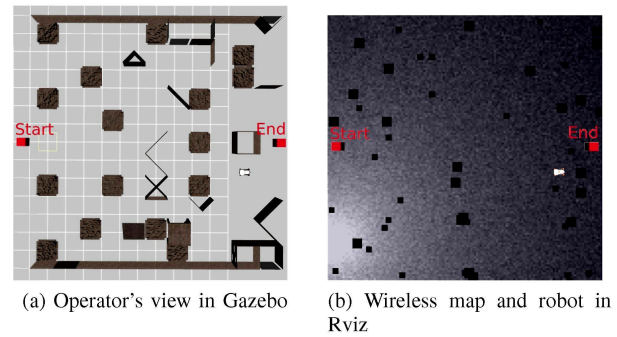 Start
End
Start
End
(a) Operator's view in Gazebo
(b) Wireless map and robot in
Rviz